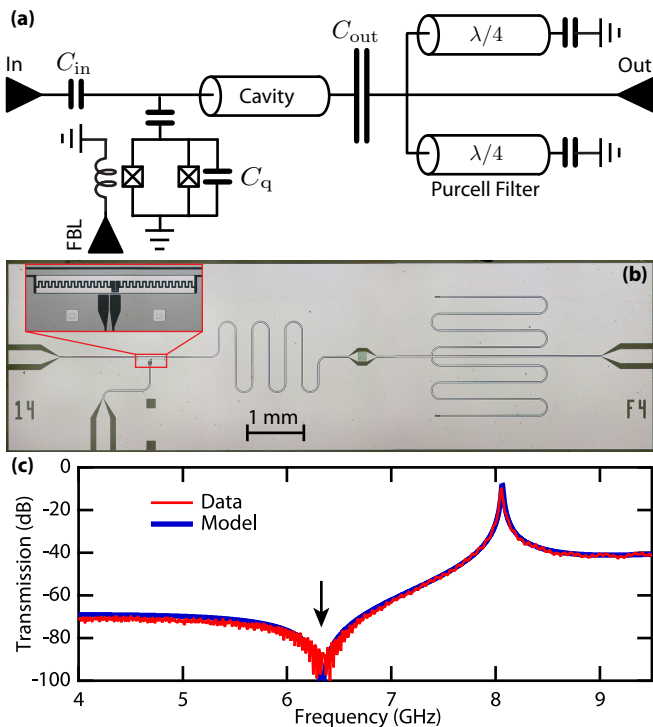 (a)
C_in
C_out
λ/4
In
Cavity
Out
C_q
λ/4
Purcell Filter
FBL
(b)
14
1 mm
F4
(c)
0
-20
-40
-60
-80
-100
Transmission (dB)
Data
Model
4
5
6
7
8
9
Frequency (GHz)